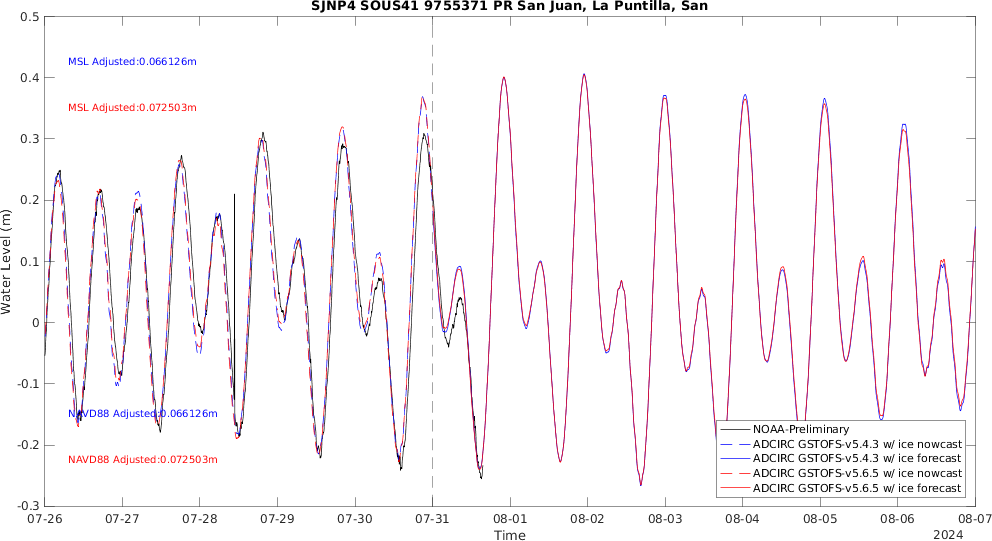 SJNP4 SOUS41 9755371 PR San Juan, La Puntilla, San
0.5
0.4
0.3
0.2
0.1
0
-0.1
-0.2
-0.3
Water Level (m)
MSL Adjusted:0.066126m
MSL Adjusted:0.072503m
NAVD88 Adjusted:0.066126m
NAVD88 Adjusted:0.072503m
NOAA-Preliminary
ADCIRC GSTOFS-v5.4.3 w/ ice nowcast
ADCIRC GSTOFS-v5.4.3 w/ ice forecast
ADCIRC GSTOFS-v5.6.5 w/ ice nowcast
ADCIRC GSTOFS-v5.6.5 w/ ice forecast
07-26 07-27 07-28 07-29 07-30 07-31 08-01 08-02 08-03 08-04 08-05 08-06 08-07
Time
2024